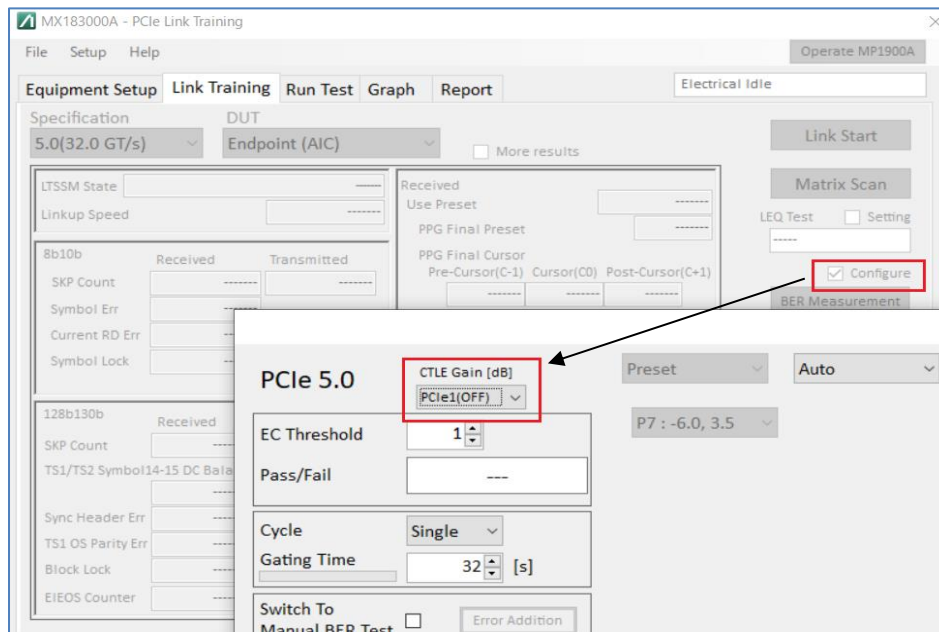 MX183000A - PCIe Link Training
File Setup Help
Operate MP1900A
Equipment Setup Link Training Run Test Graph Report
Electrical Idle
Specification DUT
5.0(32.0 GT/s) Endpoint (AIC)
More results
Link Start
Matrix Scan
LEQ Test Setting
-----
Configure
BER Measurement
LTSSM State -----
Linkup Speed -------
Received
Use Preset -------
PPG Final Preset -------
PPG Final Cursor
Pre-Cursor(C-1) Cursor(C0) Post-Cursor(C+1)
------- ------- -------
8b10b Received Transmitted
SKP Count ------- -------
Symbol Err
Current RD Err
Symbol Lock
128b130b Received
SKP Count
TS1/TS2 Symbol14-15 DC
Sync Header Err
TS1 OS Parity Err
Block Lock
EIEOS Counter
PCIe 5.0
CTLE Gain [dB]
PCIe1(OFF)
Preset Auto
P7 : -6.0, 3.5
EC Threshold 1
Pass/Fail ---
Cycle Single
Gating Time 32 [s]
Switch To
Manual BER Test
Error Addition